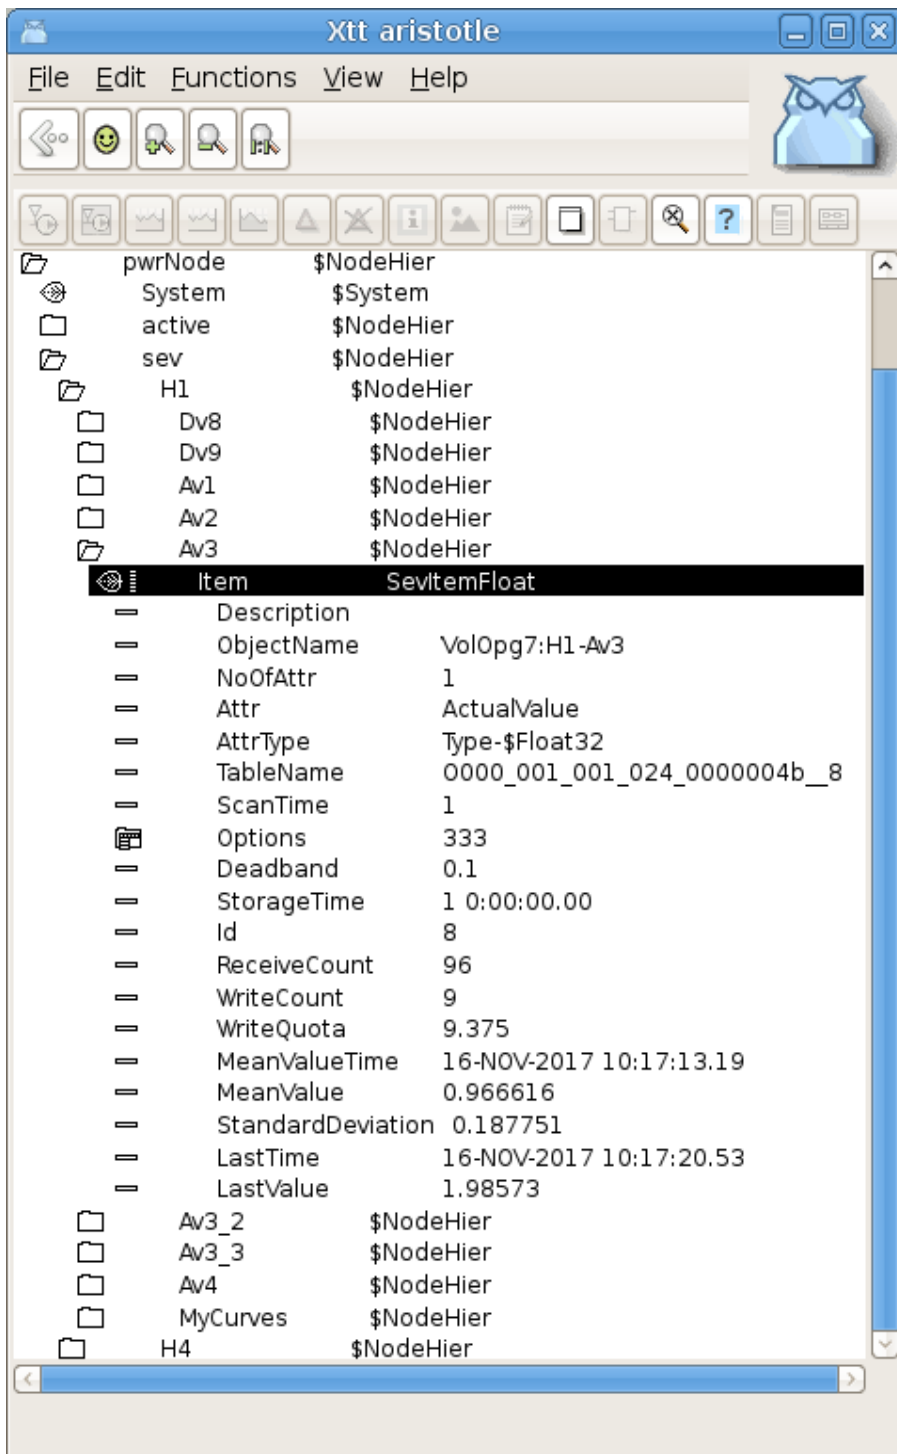 Xtt aristotle
File Edit Functions View Help
pwrNode $NodeHier
System $System
active $NodeHier
sev $NodeHier
H1 $NodeHier
Dv8 $NodeHier
Dv9 $NodeHier
Av1 $NodeHier
Av2 $NodeHier
Av3 $NodeHier
Item SevItemFloat
Description
ObjectName VolOpg7:H1-Av3
NoOfAttr 1
Attr ActualValue
AttrType Type-$Float32
TableName O000_001_001_024_0000004b__8
ScanTime 1
Options 333
Deadband 0.1
StorageTime 1 0:00:00.00
Id 8
ReceiveCount 96
WriteCount 9
WriteQuota 9.375
MeanValueTime 16-NOV-2017 10:17:13.19
MeanValue 0.966616
StandardDeviation 0.187751
LastTime 16-NOV-2017 10:17:20.53
LastValue 1.98573
Av3_2 $NodeHier
Av3_3 $NodeHier
Av4 $NodeHier
MyCurves $NodeHier
H4 $NodeHier